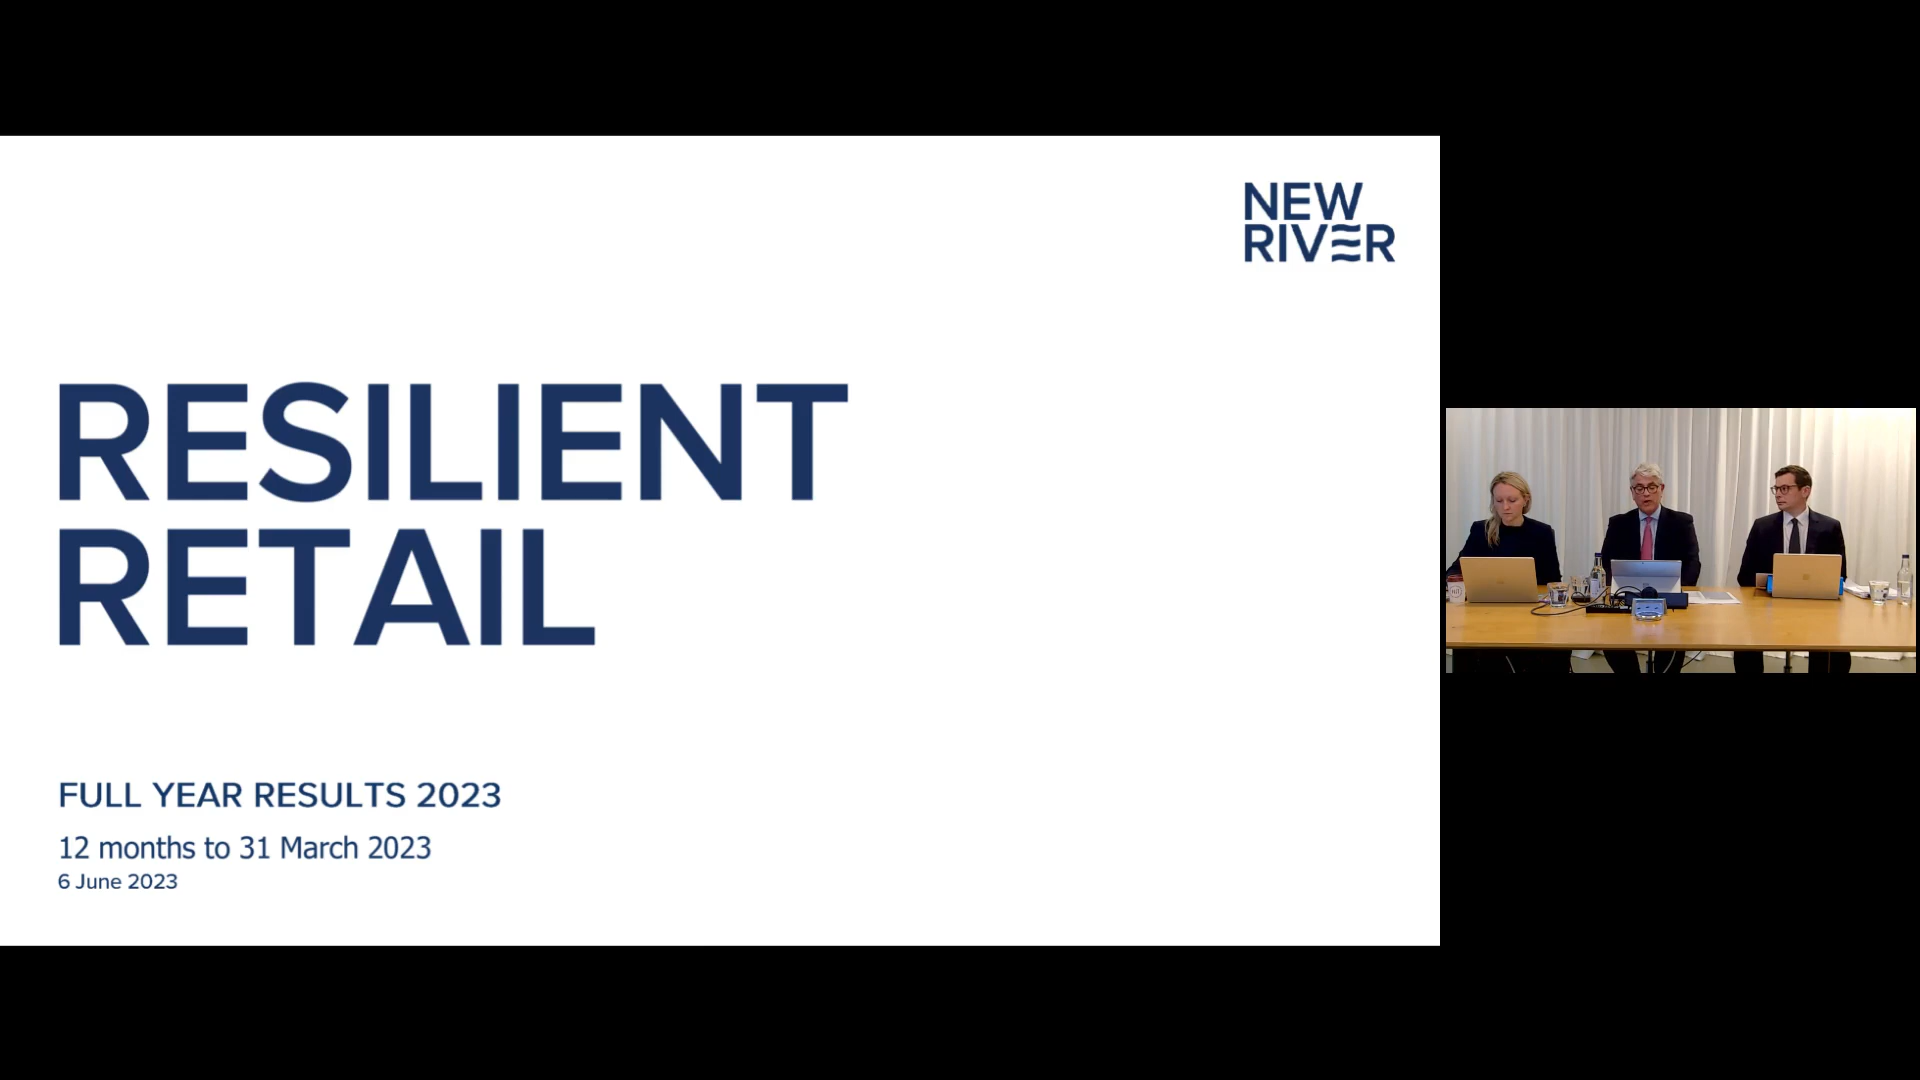 NEW
RIVER
RESILIENT
RETAIL
FULL YEAR RESULTS 2023
12 months to 31 March 2023
6 June 2023